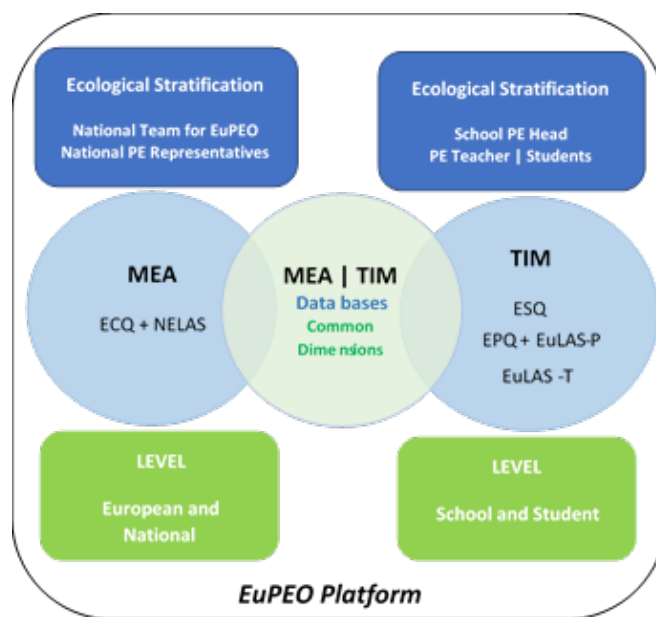 Ecological Stratification
National Team for EuPEO
National PE Representatives
Ecological Stratification
School PE Head
PE Teacher | Students
MEA
ECQ + NELAS
MEA | TIM
Data bases
Common
Dimensions
TIM
ESQ
EPQ + EuLAS-P
EuLAS -T
LEVEL
European and
National
LEVEL
School and Student
EuPEO Platform